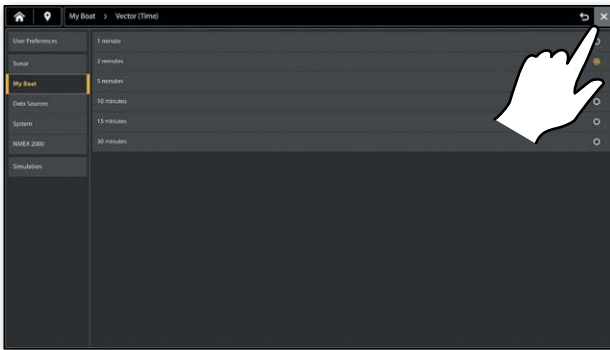 My Boat > Vector (Time)
User Preferences
Sonar
My Boat
Data Sources
System
NMEA 2000
Simulation
1 minute
2 minutes
5 minutes
10 minutes
15 minutes
30 minutes